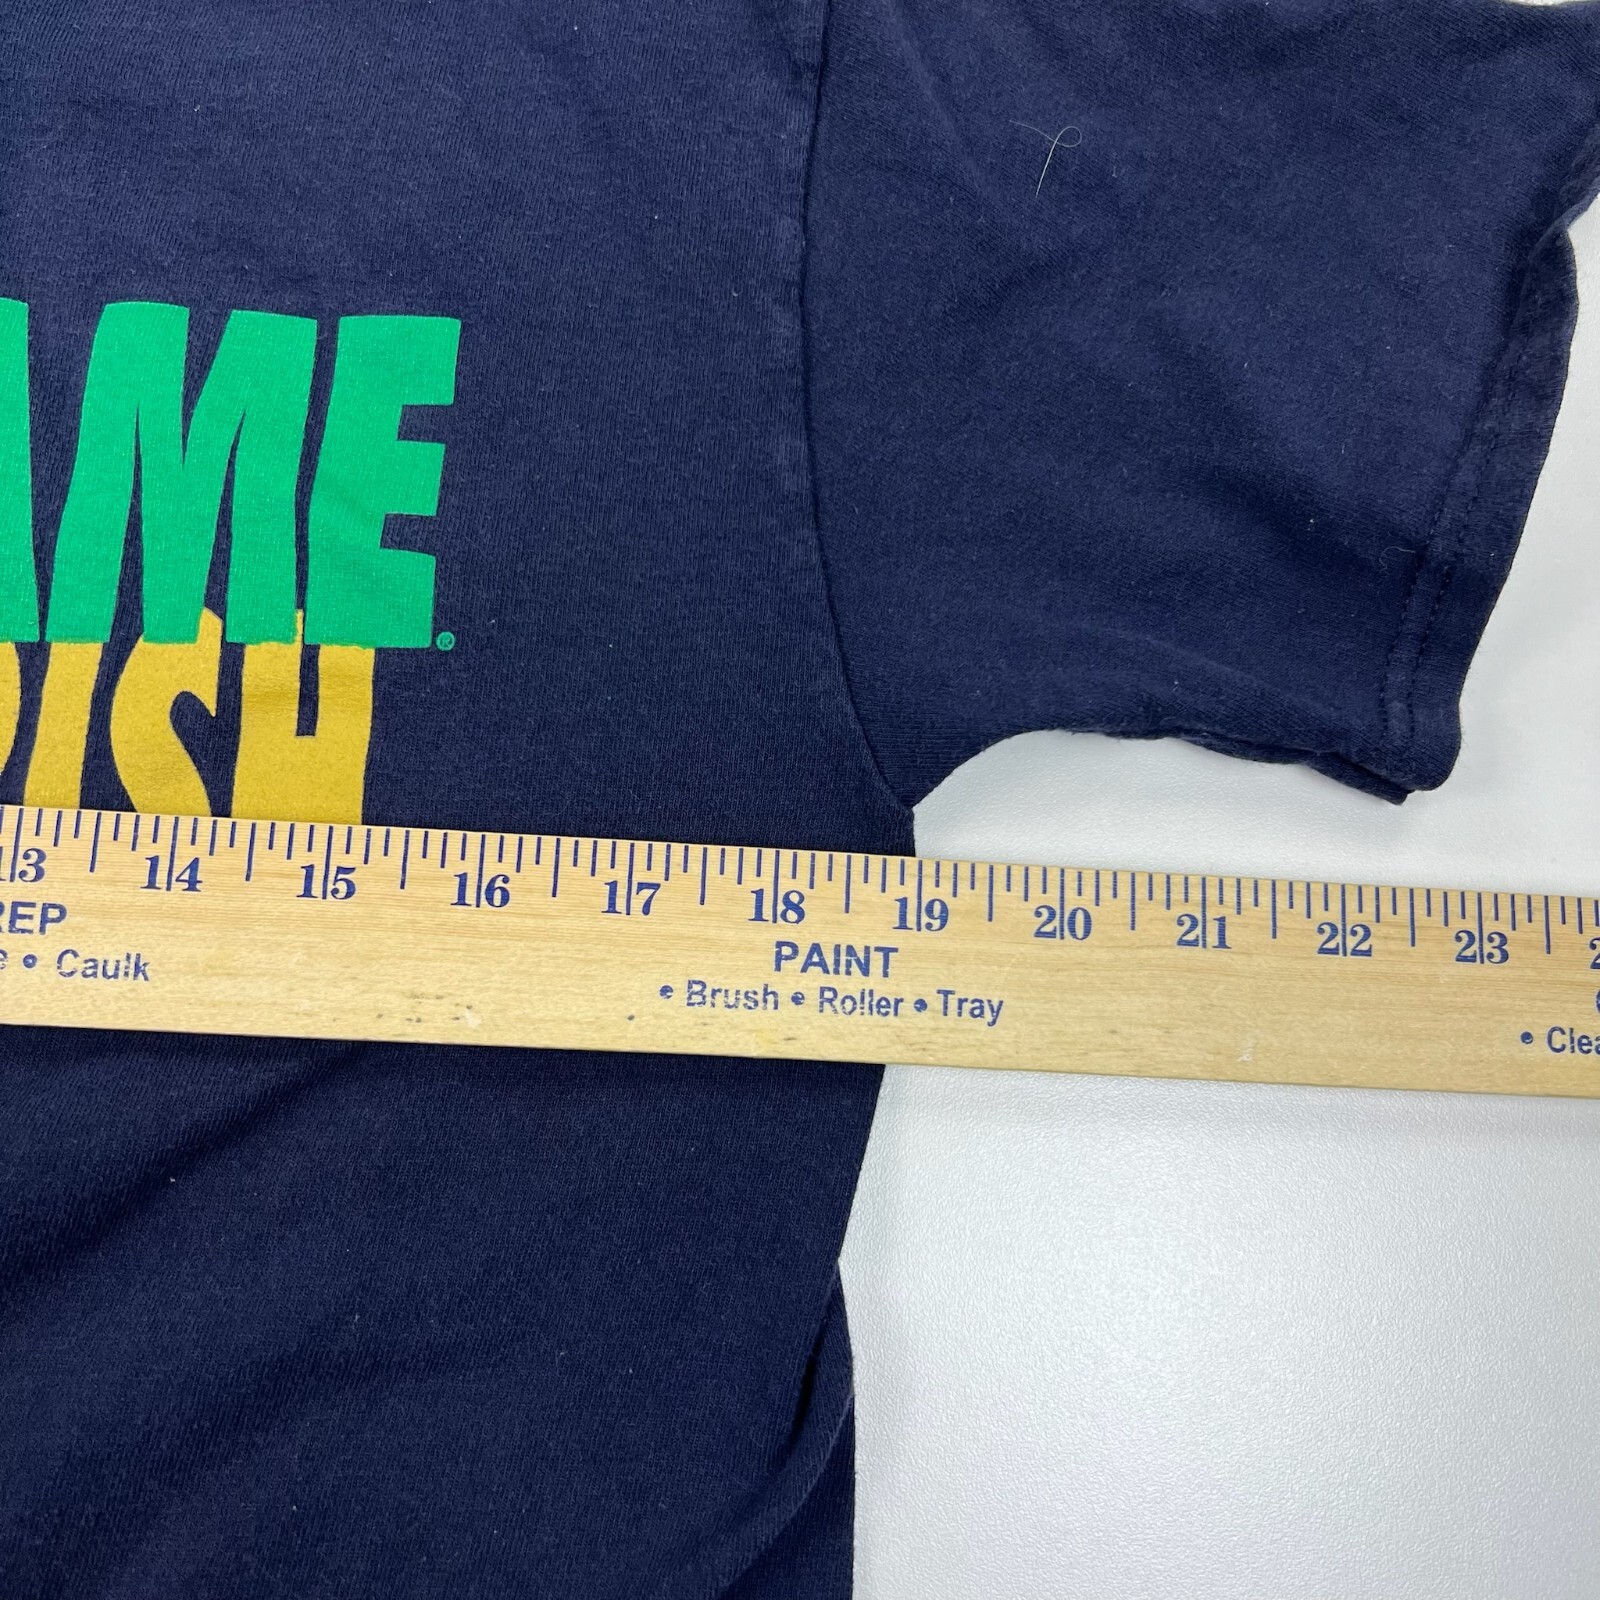 AME®
ISH
13 14 15 16 17 18 19 20 21 22 23
REP PAINT
• Caulk • Brush • Roller • Tray • Clea